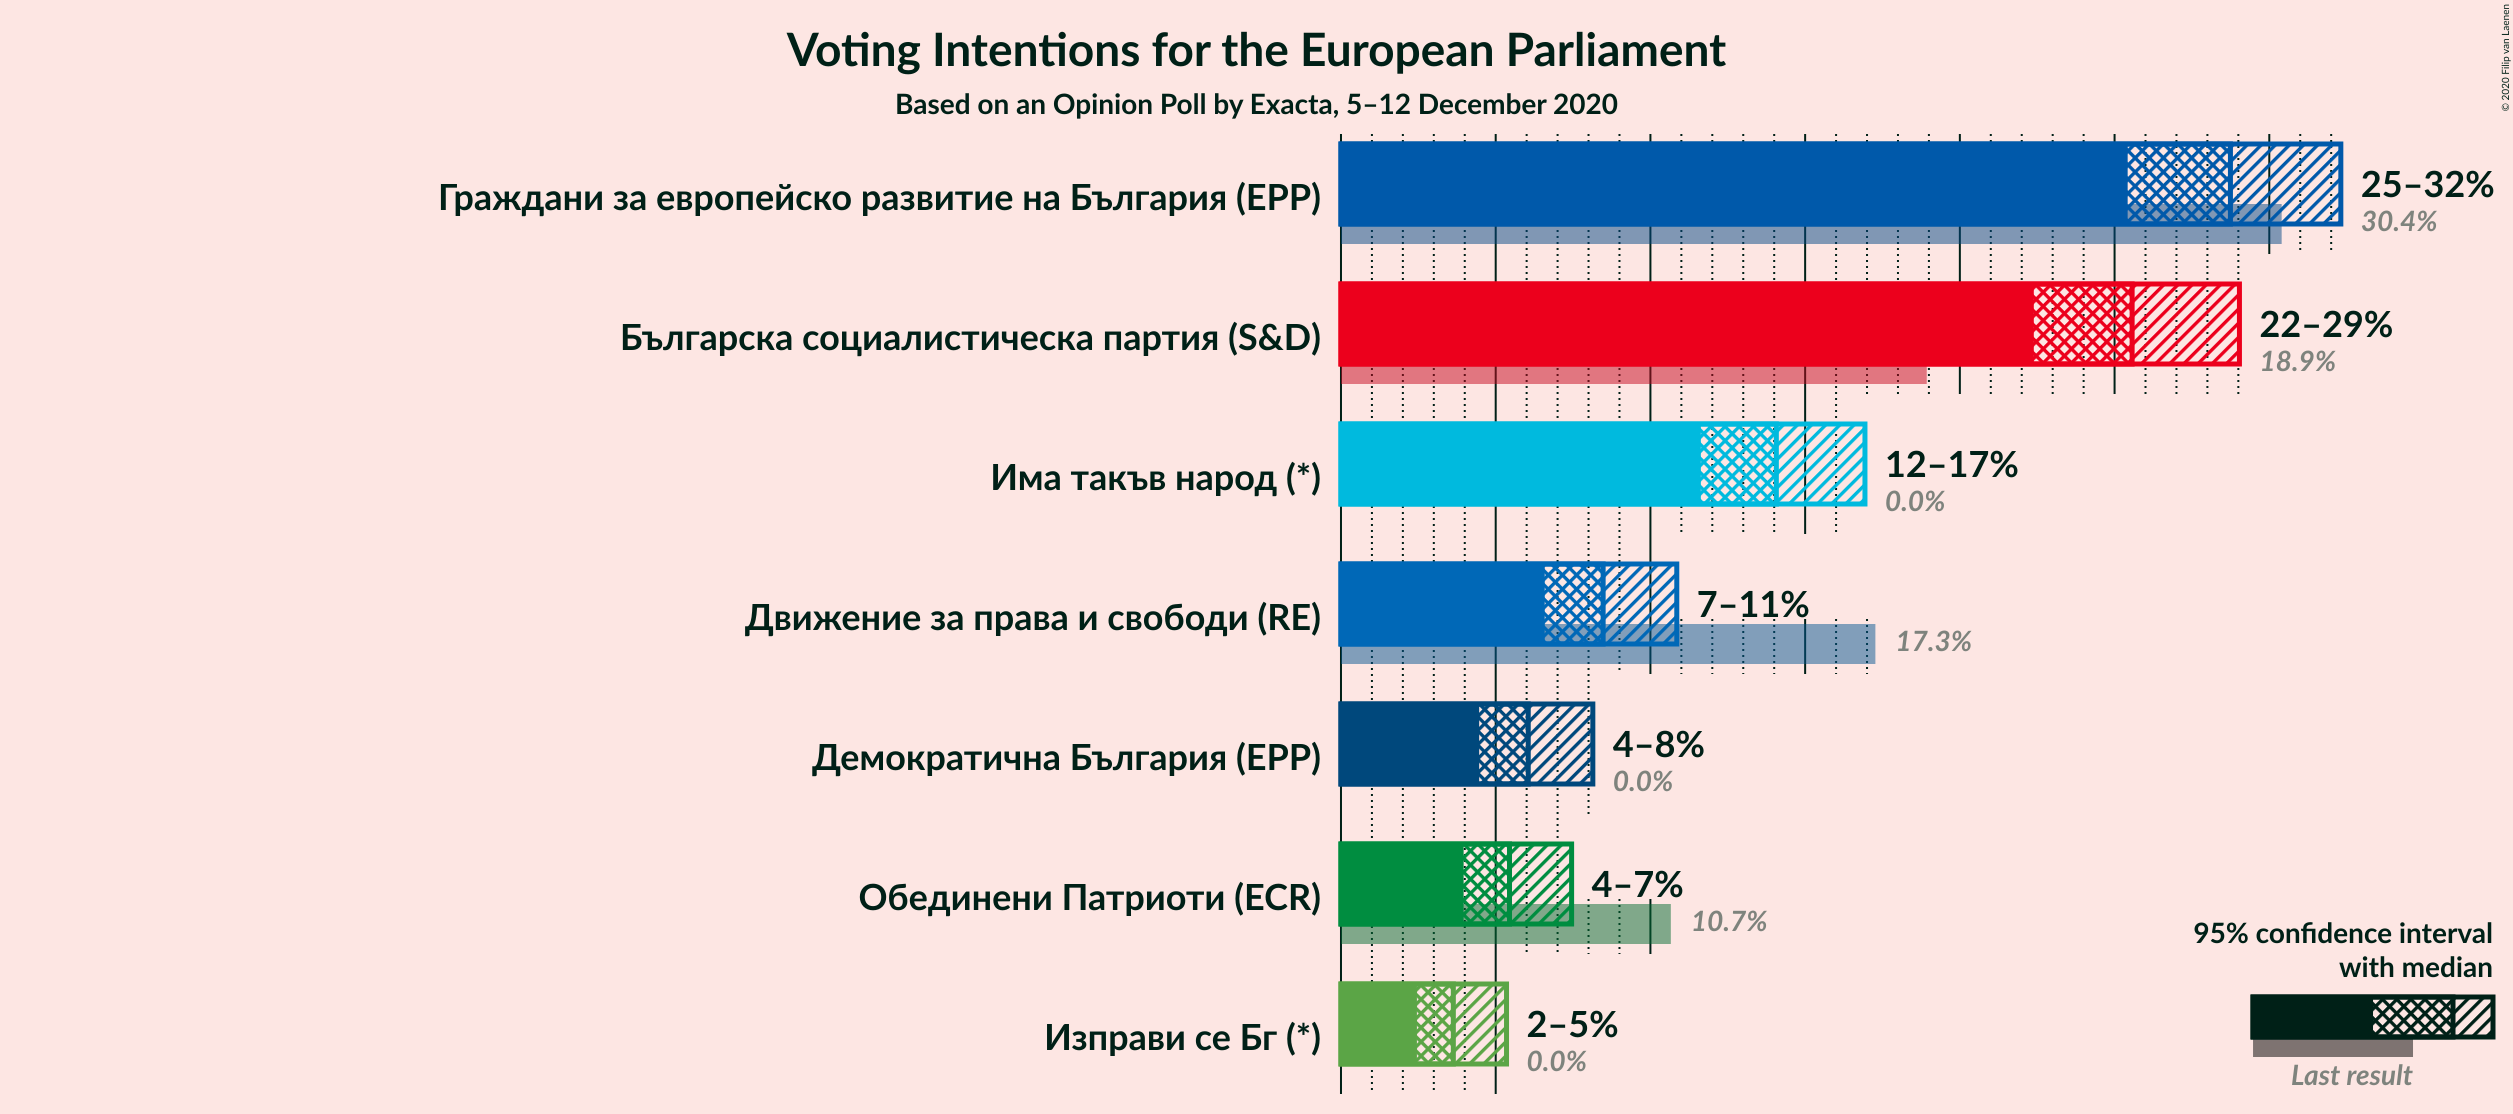 Voting Intentions for the European Parliament
Based on an Opinion Poll by Exacta, 5–12 December 2020
© 2020 Filip van Laenen
Граждани за европейско развитие на България (EPP)
25–32%
30.4%
Българска социалистическа партия (S&D)
22–29%
18.9%
Има такъв народ (*)
12–17%
0.0%
Движение за права и свободи (RE)
7–11%
17.3%
Демократична България (EPP)
4–8%
0.0%
Обединени Патриоти (ECR)
4–7%
10.7%
Изправи се Бг (*)
2–5%
0.0%
95% confidence interval
with median
Last result